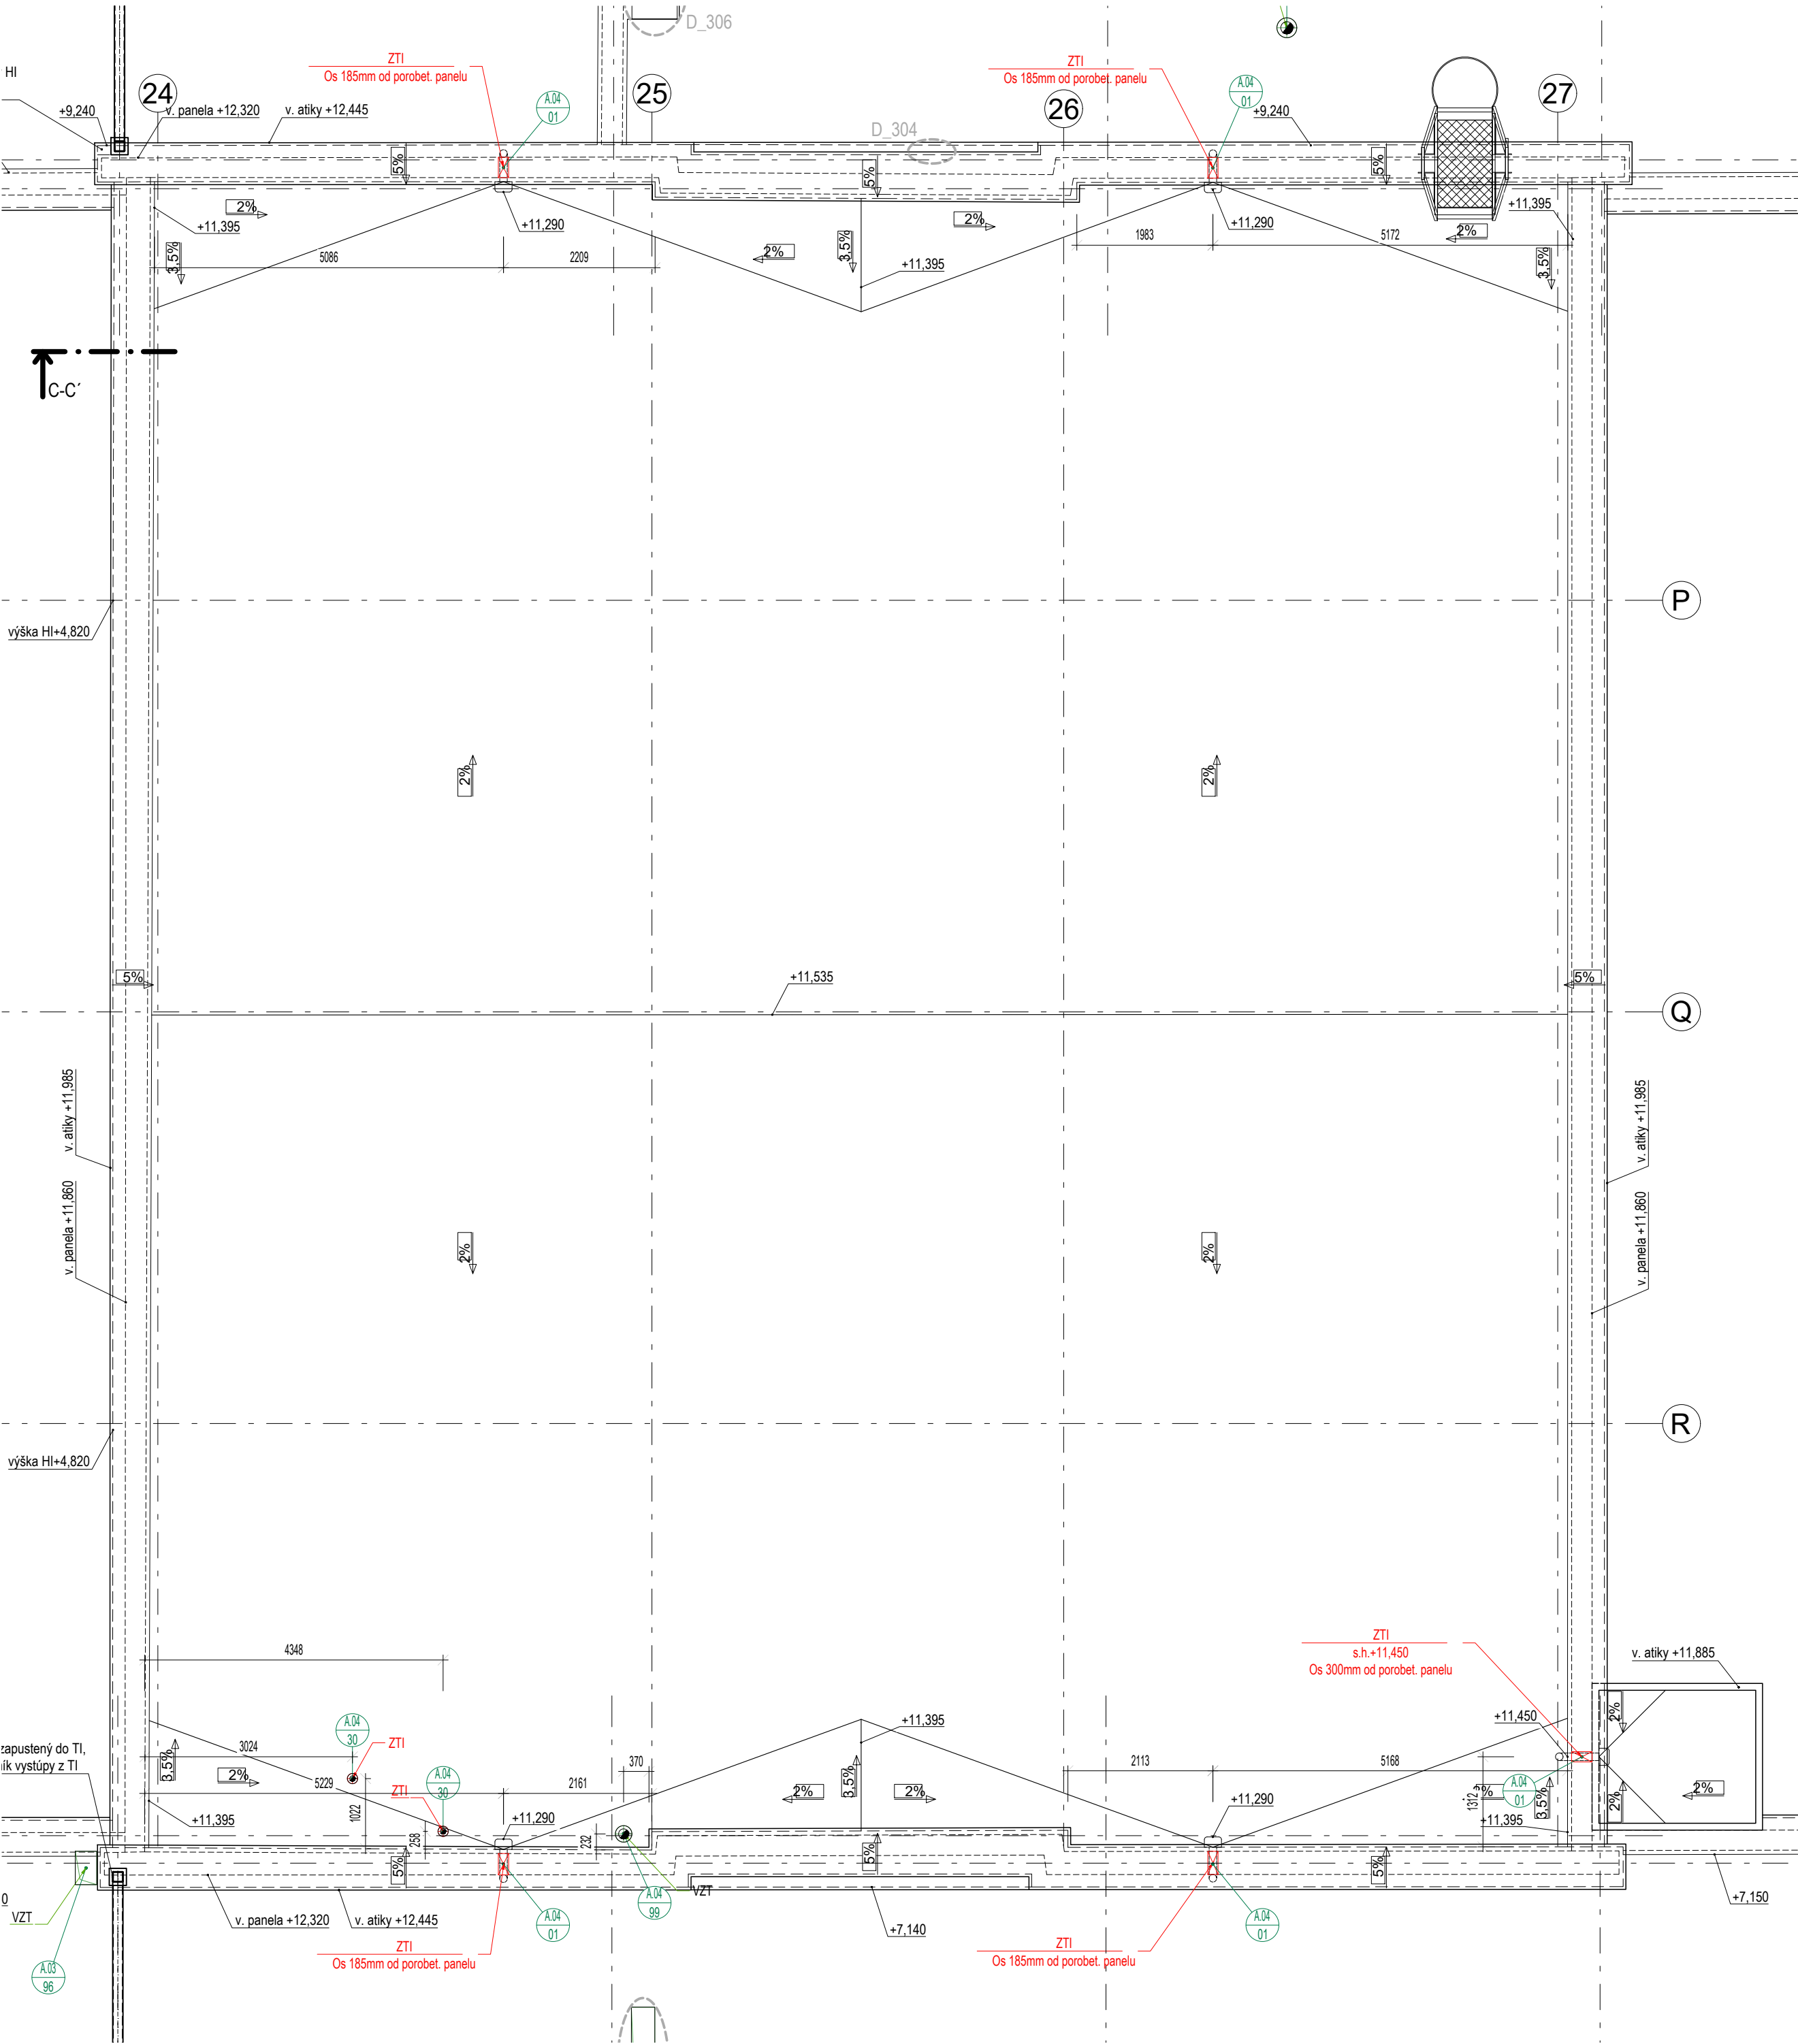 D_306
HI
ZTI
Os 185mm od porobet. panelu
ZTI
Os 185mm od porobet. panelu
24
25
26
27
A.04
01
A.04
01
+9,240
v. panela +12,320
v. atiky +12,445
D_304
+9,240
5%
5%
5%
2%
+11,395
+11,290
2%
2%
+11,290
+11,395
2%
3,5%
5086
2209
3,5%
+11,395
1983
5172
3,5%
C-C´
P
výška HI+4,820
2%
2%
5%
+11,535
5%
Q
v. atiky +11,985
v. atiky +11,985
v. panela +11,860
v. panela +11,860
2%
2%
R
výška HI+4,820
4348
ZTI
s.h.+11,450
Os 300mm od porobet. panelu
v. atiky +11,885
2%
+11,450
+11,395
A.04
30
ZTI
zapustený do TI,
ník vystúpy z TI
3024
3,5%
2%
5229
ZTI
A.04
30
2161
370
2%
3,5%
2%
2113
5168
1312
%
A.04
01
3,5%
2%
2%
+11,395
1022
258
+11,290
232
+11,290
+11,395
5%
5%
5%
VZT
A.04
99
0
VZT
v. panela +12,320
v. atiky +12,445
A.04
01
A.04
01
+7,140
+7,150
ZTI
Os 185mm od porobet. panelu
ZTI
Os 185mm od porobet. panelu
A.03
96